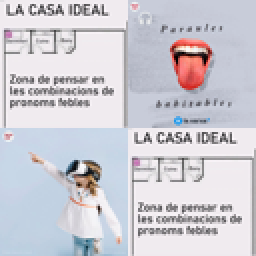 LA CASA IDEAL
Zona de pensar en
les combinacions de
pronoms febles
Paraules
habitables
LA CASA IDEAL
Zona de pensar en
les combinacions de
pronoms febles